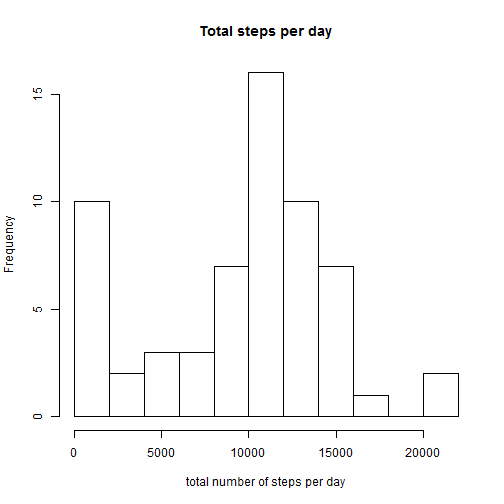 Total steps per day
15
10
5
0
Frequency
0 5000 10000 15000 20000
total number of steps per day